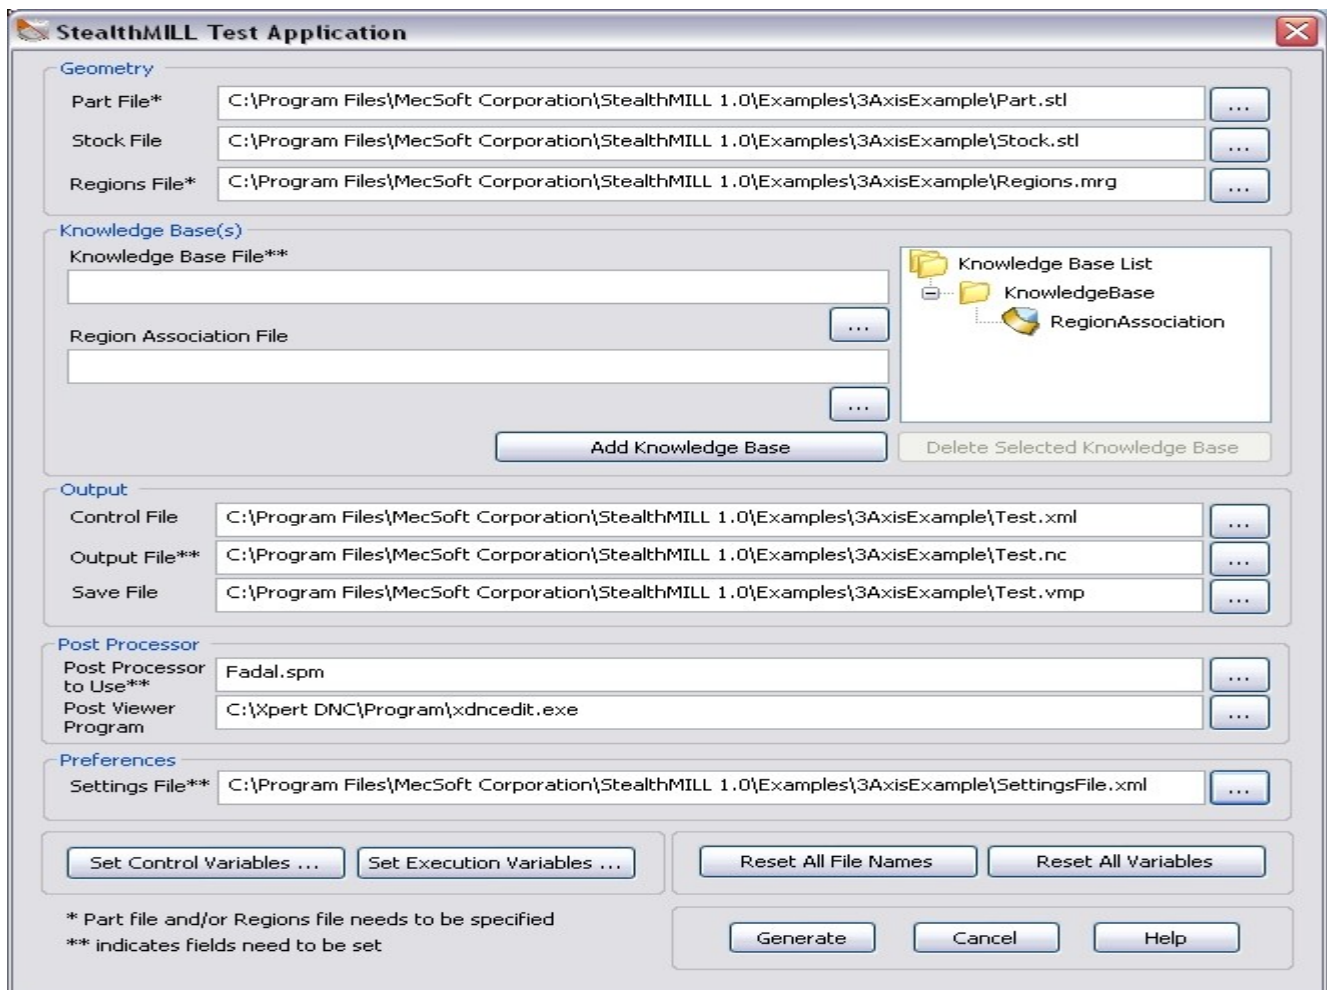 StealthMILL Test Application
Geometry
Part File* C:\Program Files\MecSoft Corporation\StealthMILL 1.0\Examples\3AxisExample\Part.stl ...
Stock File C:\Program Files\MecSoft Corporation\StealthMILL 1.0\Examples\3AxisExample\Stock.stl ...
Regions File* C:\Program Files\MecSoft Corporation\StealthMILL 1.0\Examples\3AxisExample\Regions.mrg ...
Knowledge Base(s)
Knowledge Base File**
...
Region Association File
...
Knowledge Base List
KnowledgeBase
RegionAssociation
Add Knowledge Base
Delete Selected Knowledge Base
Output
Control File C:\Program Files\MecSoft Corporation\StealthMILL 1.0\Examples\3AxisExample\Test.xml ...
Output File** C:\Program Files\MecSoft Corporation\StealthMILL 1.0\Examples\3AxisExample\Test.nc ...
Save File C:\Program Files\MecSoft Corporation\StealthMILL 1.0\Examples\3AxisExample\Test.vmp ...
Post Processor
Post Processor
to Use**
Fadal.spm ...
Post Viewer
Program
C:\Xpert DNC\Program\xdncedit.exe ...
Preferences
Settings File** C:\Program Files\MecSoft Corporation\StealthMILL 1.0\Examples\3AxisExample\SettingsFile.xml ...
Set Control Variables ...
Set Execution Variables ...
Reset All File Names
Reset All Variables
* Part file and/or Regions file needs to be specified
** indicates fields need to be set
Generate
Cancel
Help